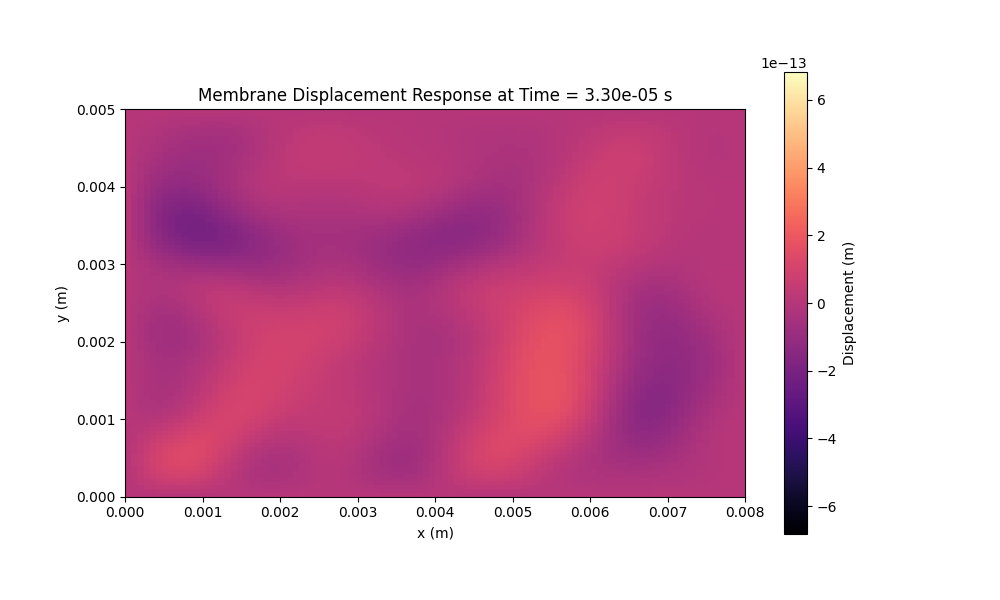 1e−13
Membrane Displacement Response at Time = 3.30e-05 s
0.005
0.004
0.003
0.002
0.001
0.000
y (m)
0.000 0.001 0.002 0.003 0.004 0.005 0.006 0.007 0.008
x (m)
6
4
2
0
−2
−4
−6
Displacement (m)